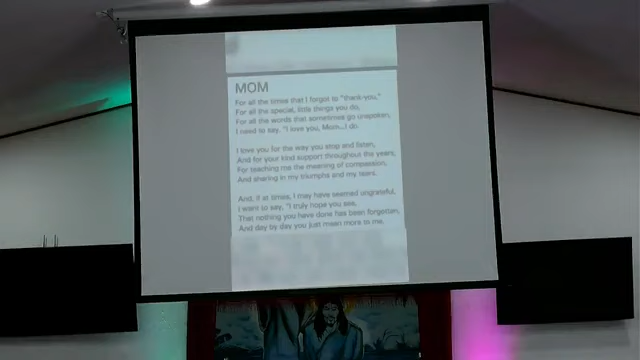 MOM
For all the times that I forgot to "thank you,"
For all the special, little things you do,
For all the words that sometimes go unspoken,
I need to say, "I love you, Mom...I do.
I love you for the way you stop and listen,
And for your kind support throughout the years,
For teaching me the meaning of compassion,
And sharing in my triumphs and my tears.
And, if at times, I may have seemed ungrateful,
I want to say, "I truly hope you see,
That nothing you have done has been forgotten,
And day by day you just mean more to me.